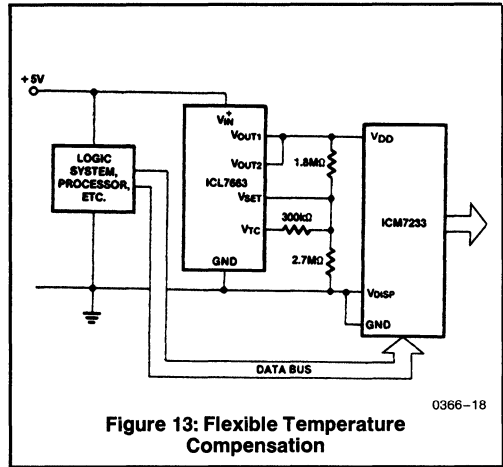 +5V
LOGIC
SYSTEM,
PROCESSOR,
ETC.
V+IN
VOUT1
VOUT2
ICL7663
VSET
VTC
GND
1.8MΩ
300kΩ
2.7MΩ
VDD
ICM7233
VDISP
GND
DATA BUS
0366–18
Figure 13: Flexible Temperature
Compensation